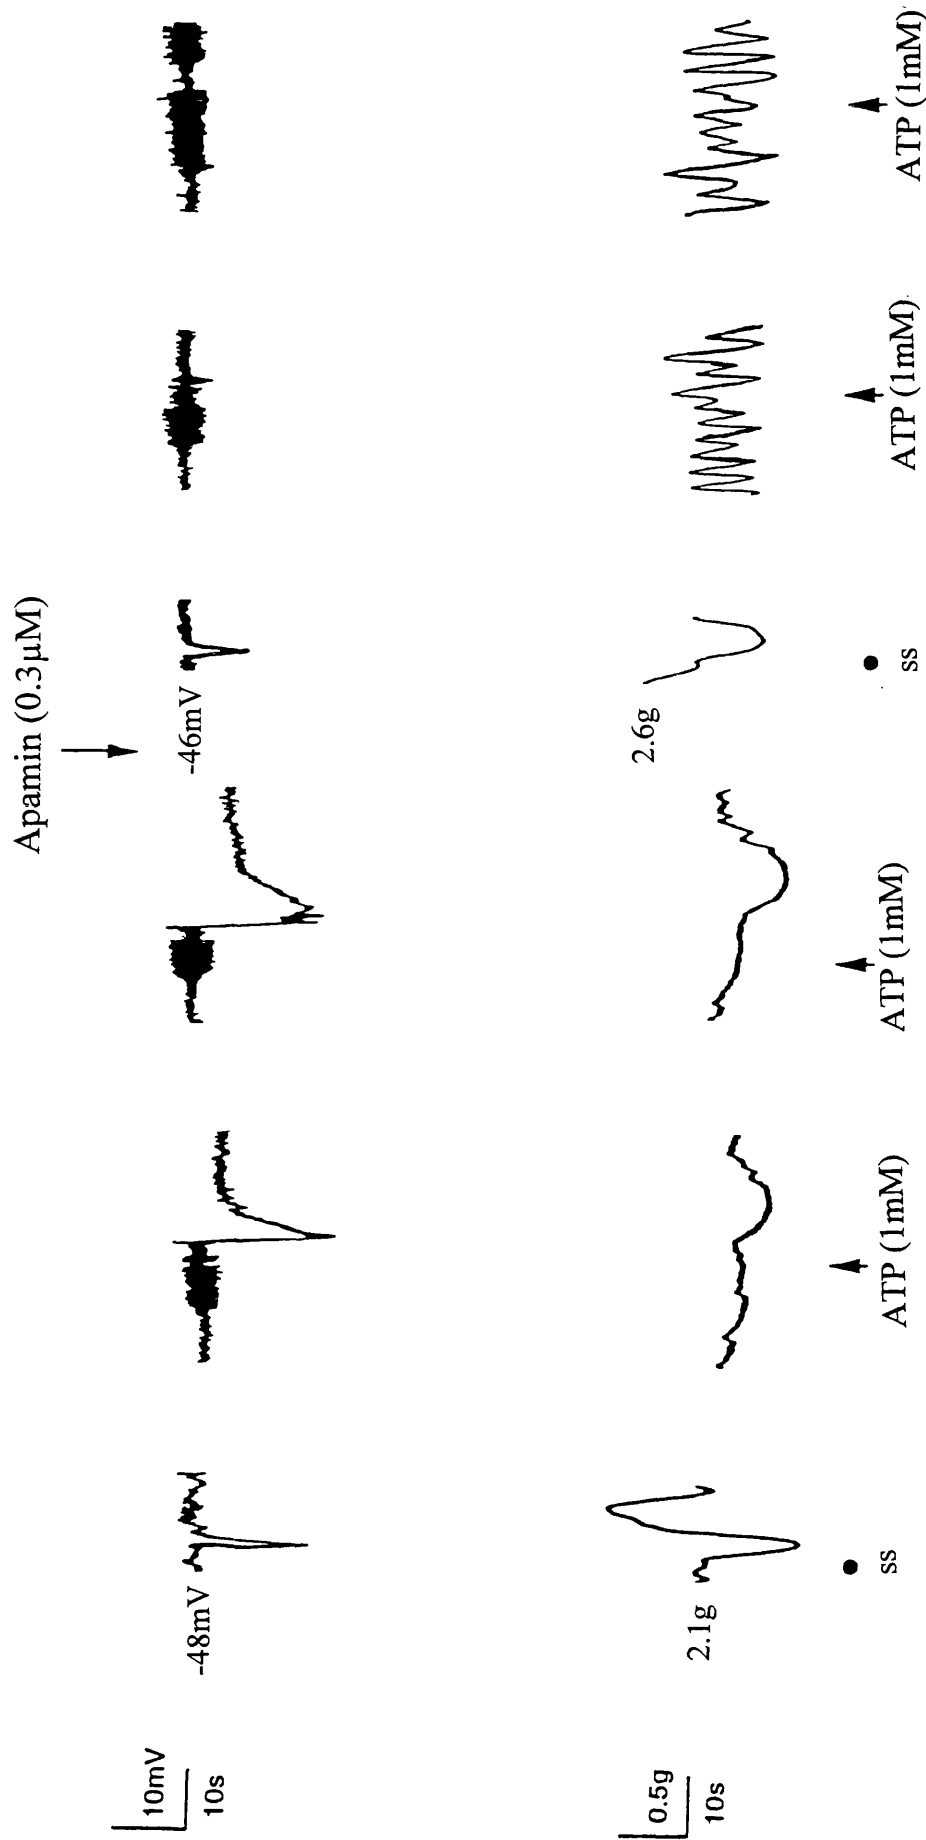 Apamin (0.3µM)
10mV
10s
-48mV
-46mV
0.5g
10s
2.1g
2.6g
ss
ATP (1mM)
ATP (1mM)
ss
ATP (1mM)
ATP (1mM)